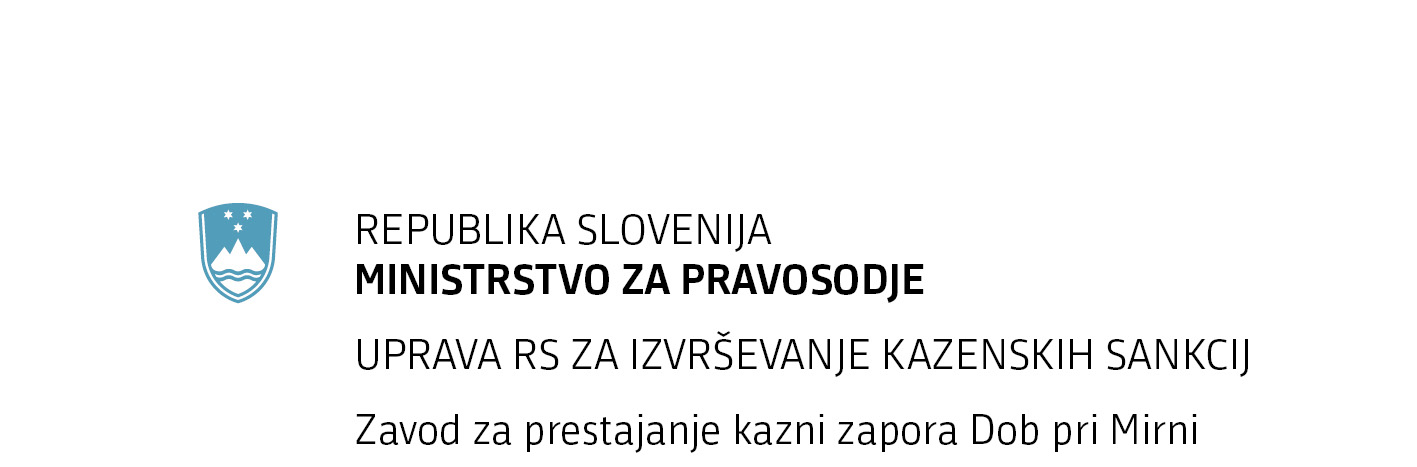 REPUBLIKA SLOVENIJA
MINISTRSTVO ZA PRAVOSODJE
UPRAVA RS ZA IZVRŠEVANJE KAZENSKIH SANKCIJ
Zavod za prestajanje kazni zapora Dob pri Mirni